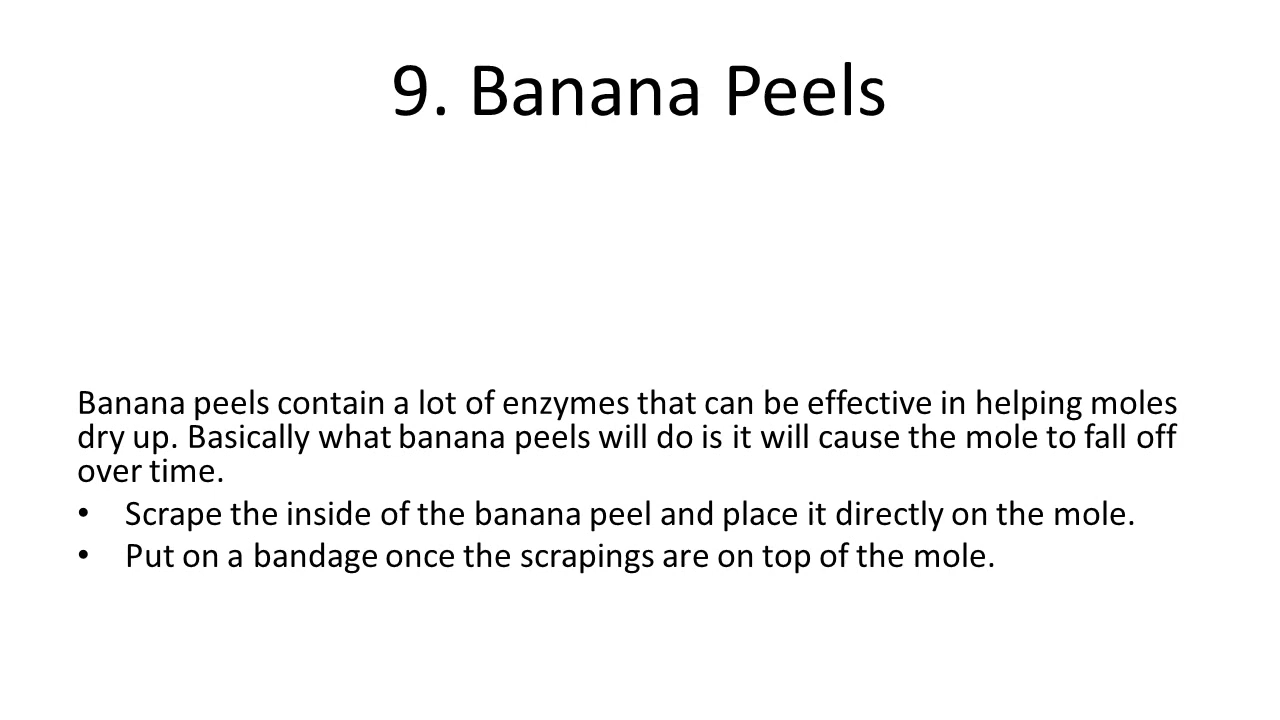 9. Banana Peels
Banana peels contain a lot of enzymes that can be effective in helping moles
dry up. Basically what banana peels will do is it will cause the mole to fall off
over time.
• Scrape the inside of the banana peel and place it directly on the mole.
• Put on a bandage once the scrapings are on top of the mole.